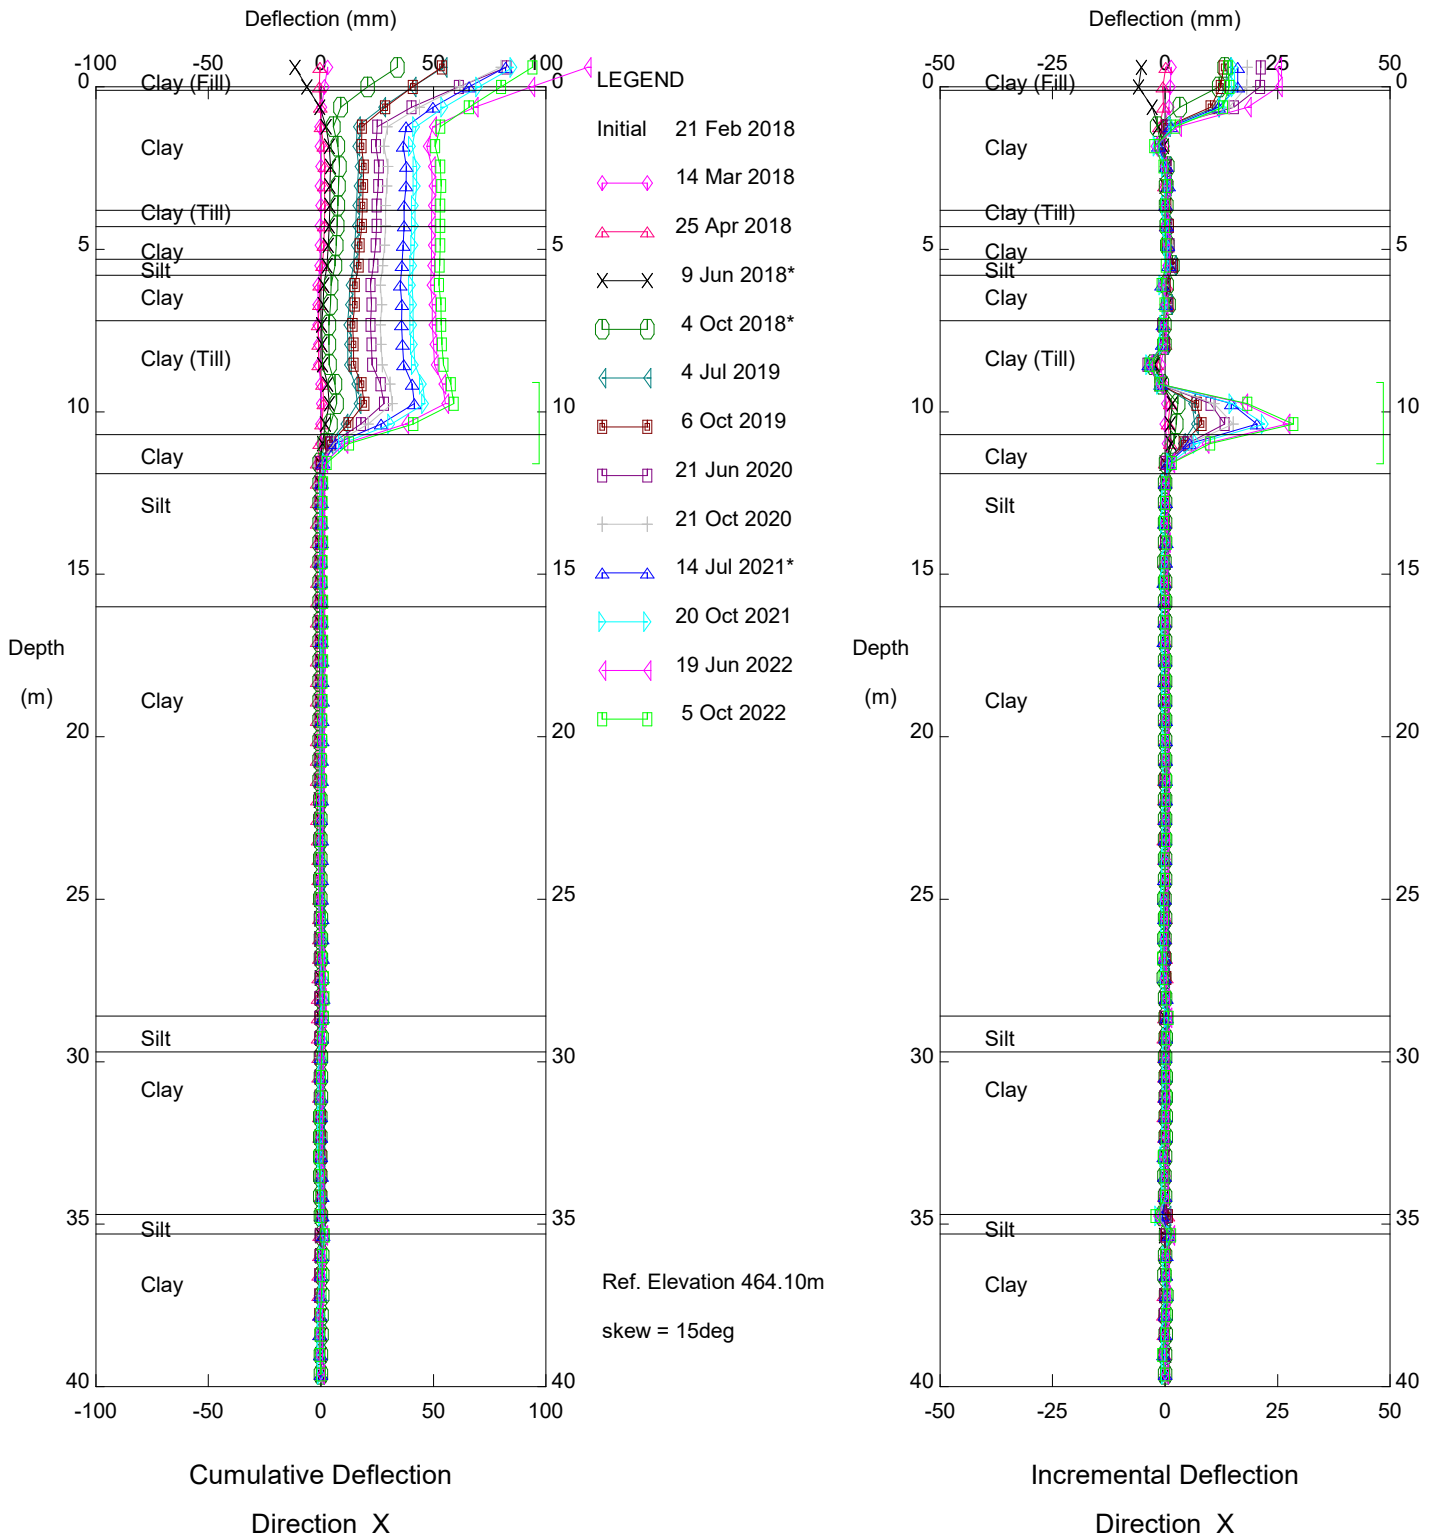 Deflection (mm)
-100 -50 0 50 100
0 Clay (Fill) 0
Clay
Clay (Till)
5 Clay 5
Silt
Clay
Clay (Till)
10 10
Clay
Silt
15 15
Depth
(m)
Clay
20 20
25 25
Silt
30 30
Clay
35 35
Silt
Clay
40 40
-100 -50 0 50 100
Cumulative Deflection
Direction X
LEGEND
Initial 21 Feb 2018
14 Mar 2018
25 Apr 2018
9 Jun 2018*
4 Oct 2018*
4 Jul 2019
6 Oct 2019
21 Jun 2020
21 Oct 2020
14 Jul 2021*
20 Oct 2021
19 Jun 2022
5 Oct 2022
Ref. Elevation 464.10m
skew = 15deg
Deflection (mm)
-50 -25 0 25 50
0 Clay (Fill) 0
Clay
Clay (Till)
5 Clay 5
Silt
Clay
Clay (Till)
10 10
Clay
Silt
15 15
Depth
(m)
Clay
20 20
25 25
Silt
30 30
Clay
35 35
Silt
Clay
40 40
-50 -25 0 25 50
Incremental Deflection
Direction X